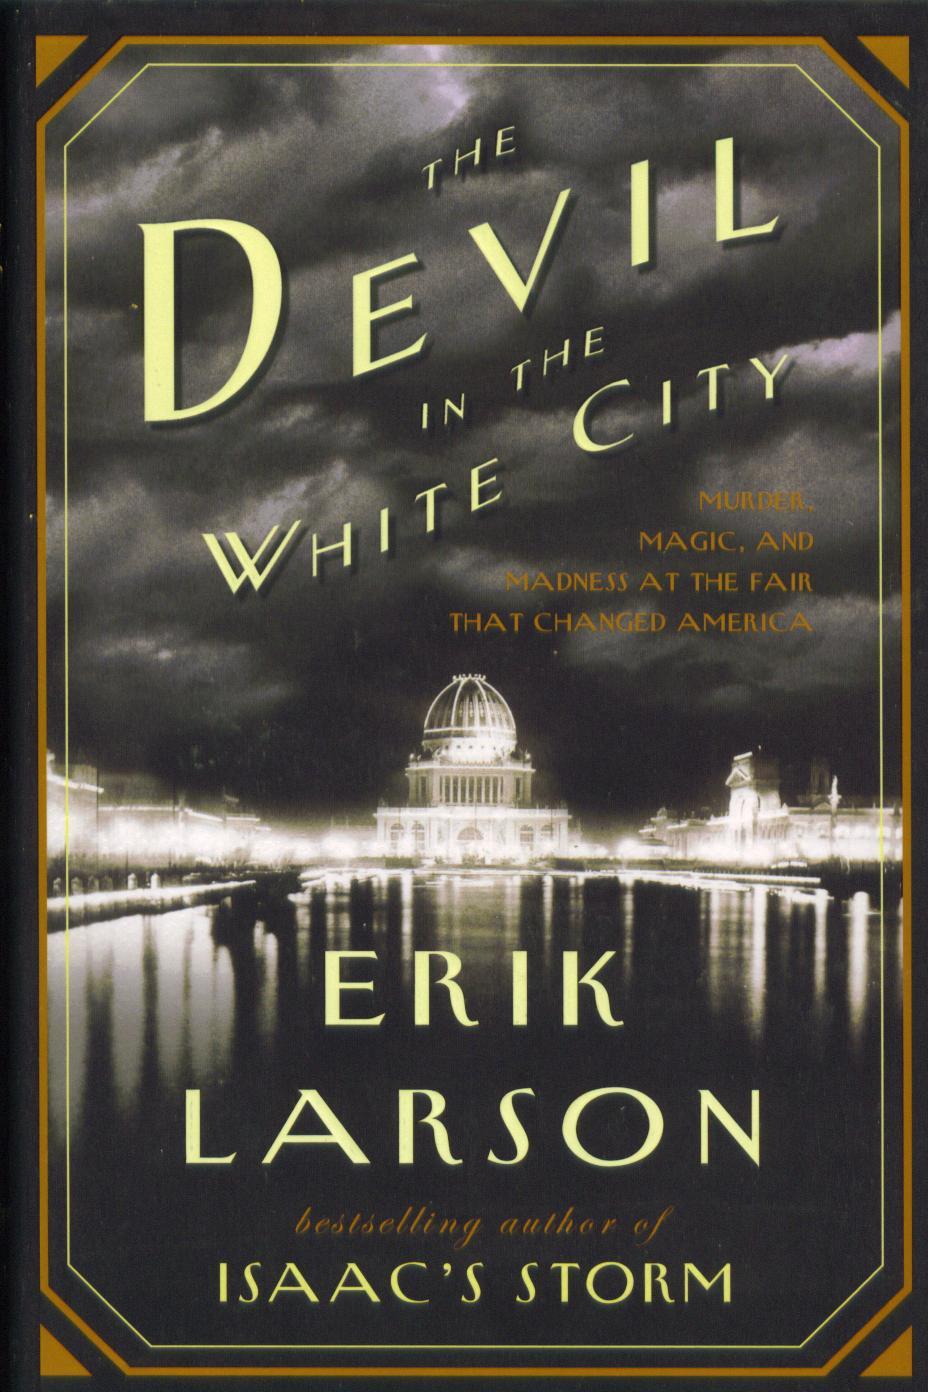 THE
DEVIL
IN THE
WHITE CITY
MURDER,
MAGIC, AND
MADNESS AT THE FAIR
THAT CHANGED AMERICA
ERIK
LARSON
bestselling author of
ISAAC'S STORM